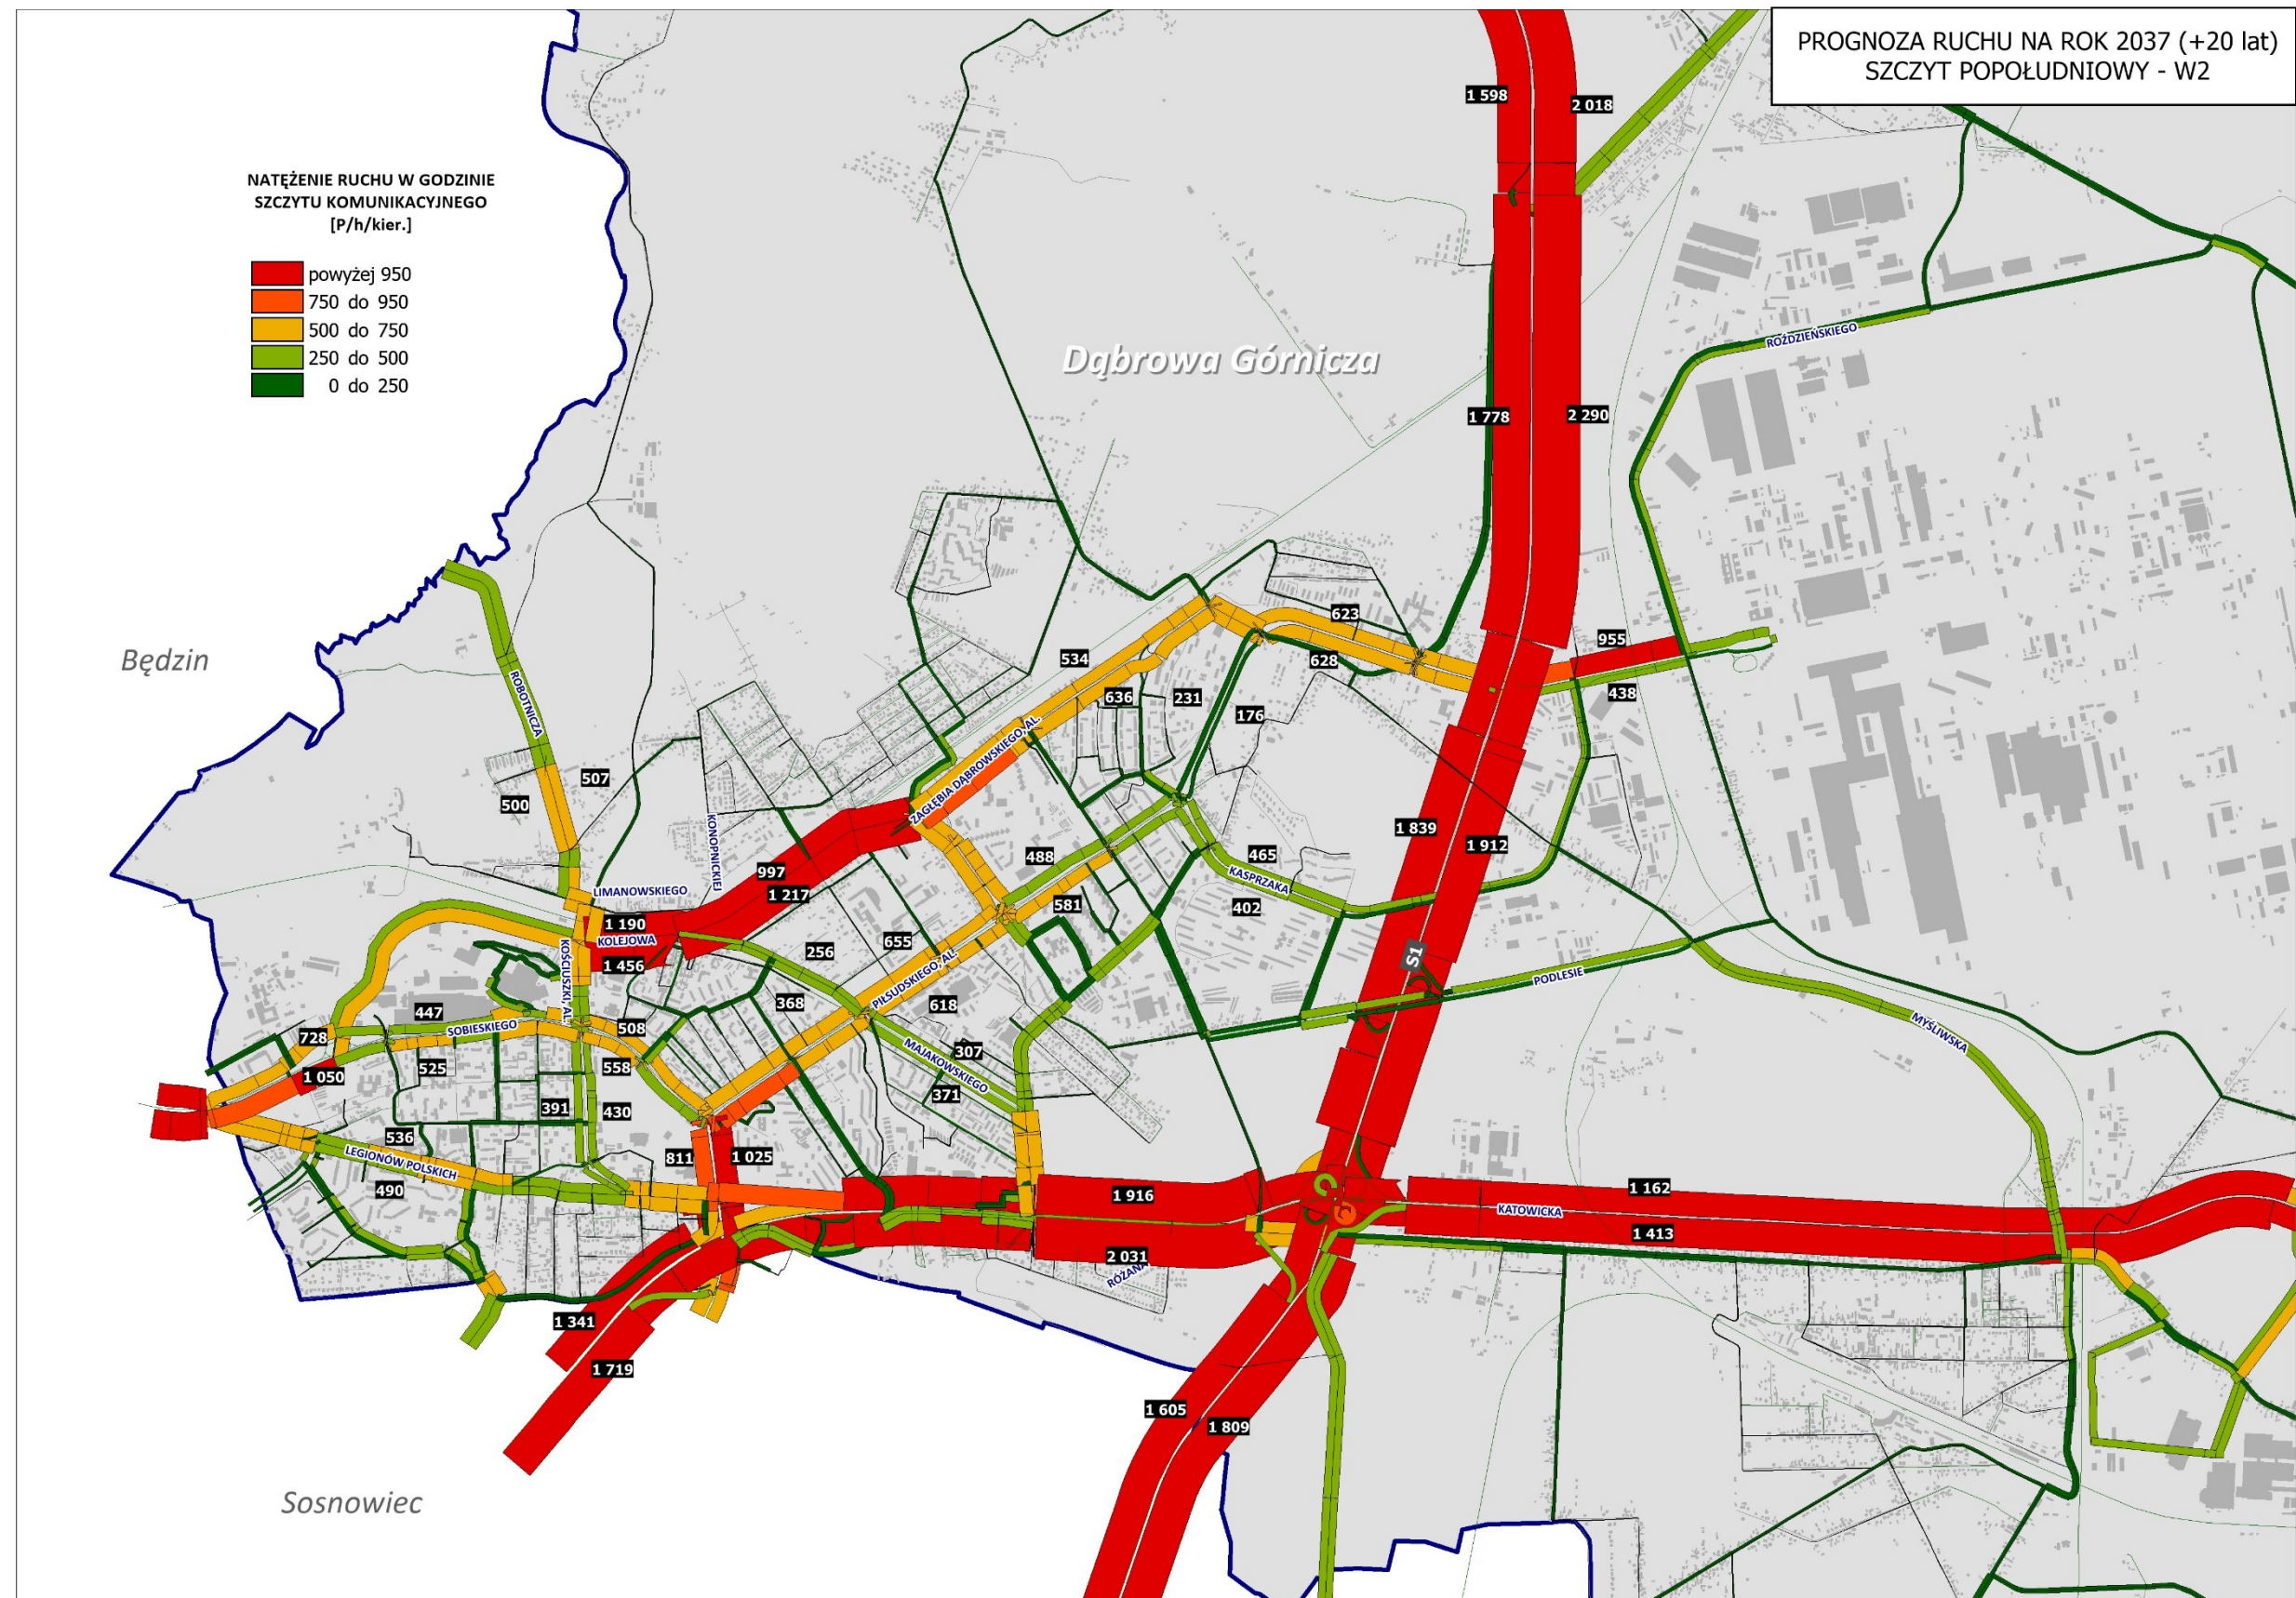 PROGNOZA RUCHU NA ROK 2037 (+20 lat)
SZCZYT POPOŁUDNIOWY - W2
NATĘŻENIE RUCHU W GODZINIE
SZCZYTU KOMUNIKACYJNEGO
[P/h/kier.]
powyżej 950
750 do 950
500 do 750
250 do 500
0 do 250
1 598
2 018
ROŹDZIEŃSKIEGO
Dąbrowa Górnicza
1 778
2 290
Będzin
623
955
534
628
438
636
231
176
ROBOTNICZA
ZAGŁĘBIA DĄBROWSKIEGO, AL.
507
500
KONOPNICKIEJ
1 839
1 912
488
465
KASPRZAKA
402
997
1 217
LIMANOWSKIEGO
581
1 190
KOLEJOWA
1 456
655
256
S1
KOŚCIUSZKI, AL.
PIŁSUDSKIEGO, AL.
PODLESIE
368
618
447
SOBIESKIEGO
508
728
MYŚLIWSKA
558
525
1 050
307
MAJAKOWSKIEGO
371
391
430
536
LEGIONÓW POLSKICH
490
811
1 025
1 916
1 162
KATOWICKA
1 413
2 031
RÓŻANA
1 341
1 719
1 605
1 809
Sosnowiec